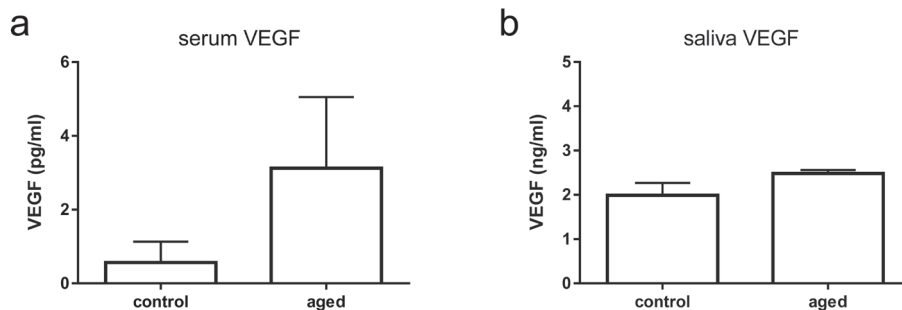 a
serum VEGF
VEGF (pg/ml)
6
4
2
0
control aged
b
saliva VEGF
VEGF (ng/ml)
5
4
3
2
1
0
control aged